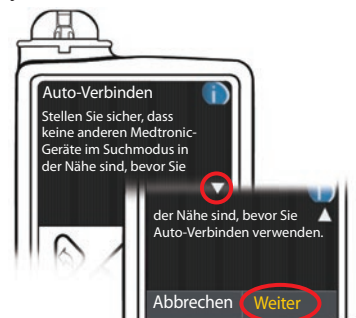 Auto-Verbinden
Stellen Sie sicher, dass
keine anderen Medtronic-
Geräte im Suchmodus in
der Nähe sind, bevor Sie
der Nähe sind, bevor Sie
Auto-Verbinden verwenden.
Abbrechen Weiter